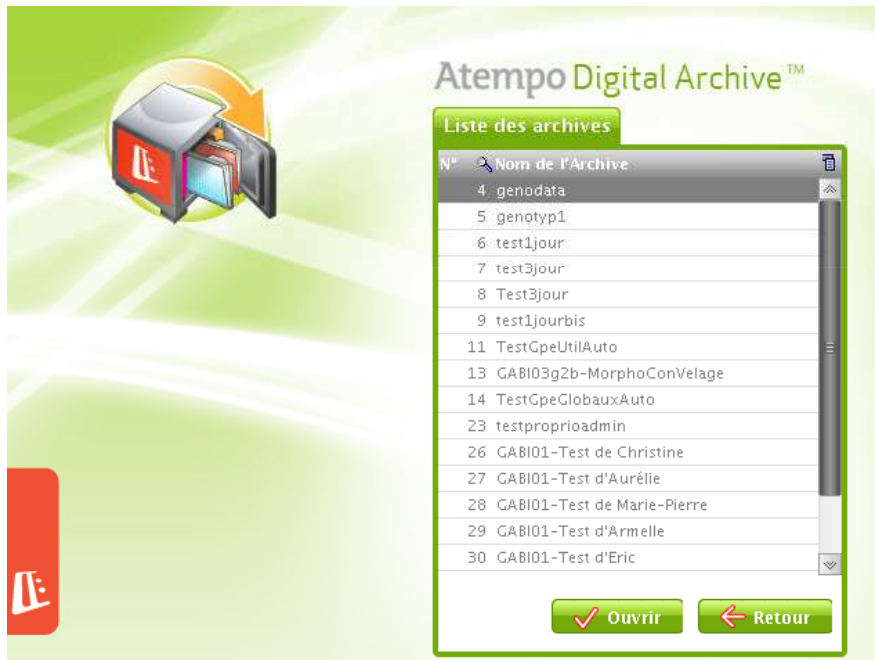 Atempo Digital Archive™
Liste des archives
N° Nom de l'Archive
4 genodata
5 genotyp1
6 test1jour
7 test3jour
8 Test3jour
9 test1jourbis
11 TestGpeUtilAuto
13 GABI03g2b-MorphoConVelage
14 TestGpeGlobauxAuto
23 testproprioadmin
26 GABI01-Test de Christine
27 GABI01-Test d'Aurélie
28 GABI01-Test de Marie-Pierre
29 GABI01-Test d'Armelle
30 GABI01-Test d'Eric
Ouvrir Retour